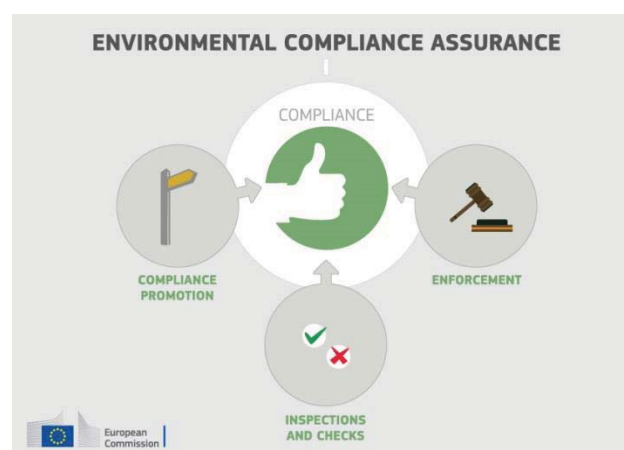 ENVIRONMENTAL COMPLIANCE ASSURANCE
COMPLIANCE
COMPLIANCE
PROMOTION
ENFORCEMENT
INSPECTIONS
AND CHECKS
European
Commission